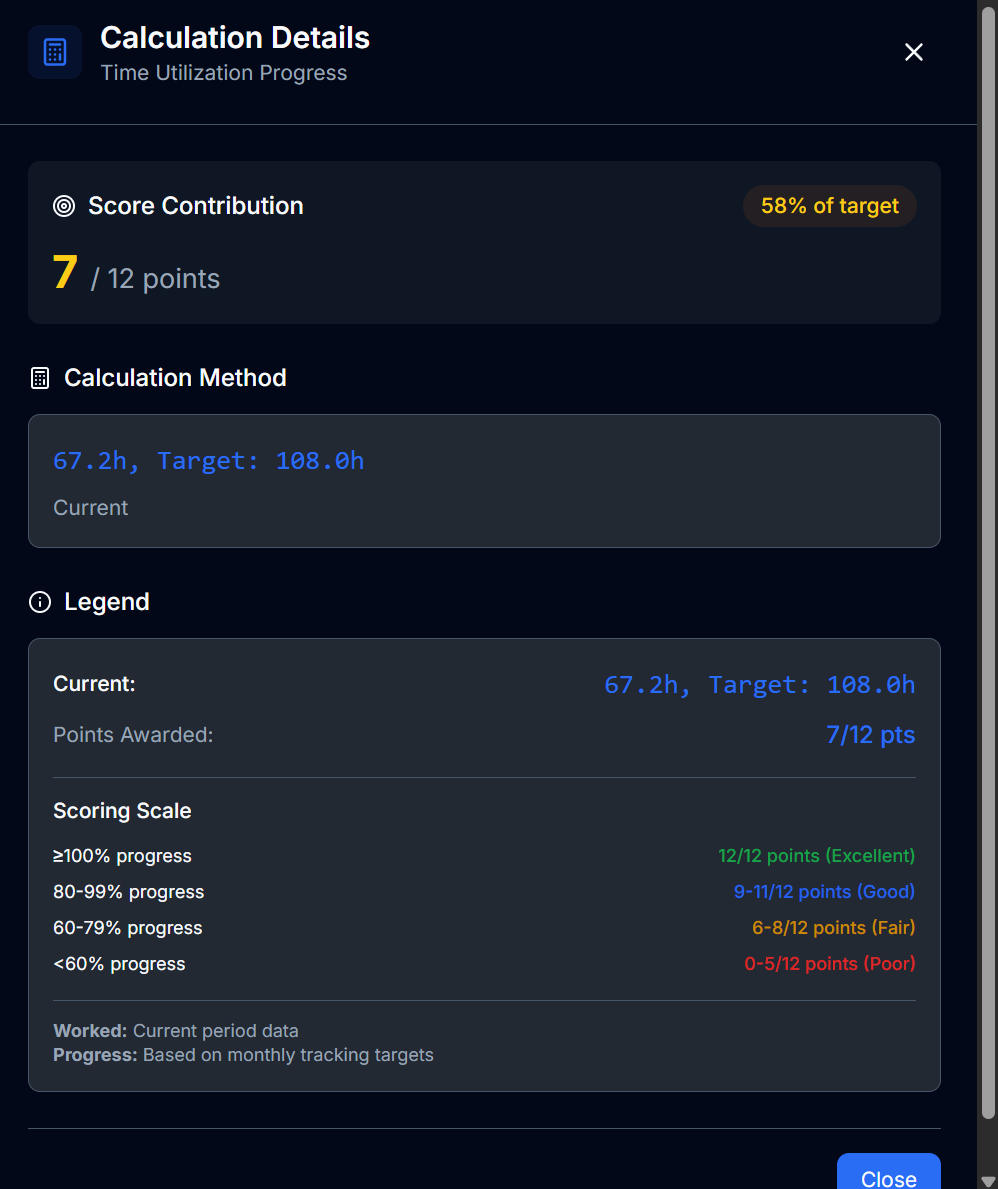 Calculation Details
Time Utilization Progress
Score Contribution
58% of target
7 / 12 points
Calculation Method
67.2h, Target: 108.0h
Current
Legend
Current: 67.2h, Target: 108.0h
Points Awarded: 7/12 pts
Scoring Scale
≥100% progress 12/12 points (Excellent)
80-99% progress 9-11/12 points (Good)
60-79% progress 6-8/12 points (Fair)
<60% progress 0-5/12 points (Poor)
Worked: Current period data
Progress: Based on monthly tracking targets
Close